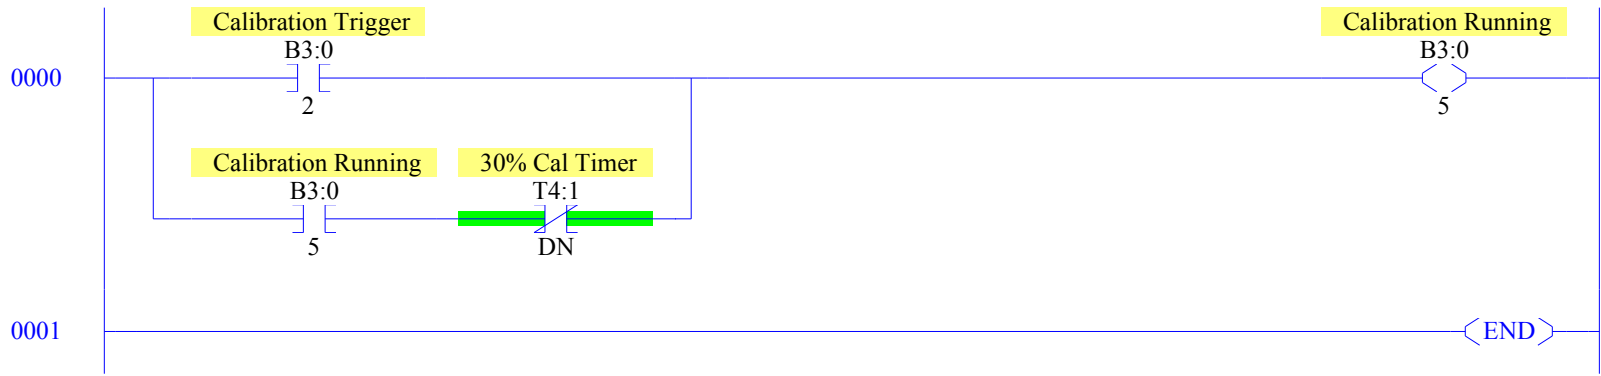 Calibration Trigger Calibration Running
B3:0 B3:0
0000
2 5
Calibration Running 30% Cal Timer
B3:0 T4:1
5 DN
0001 END